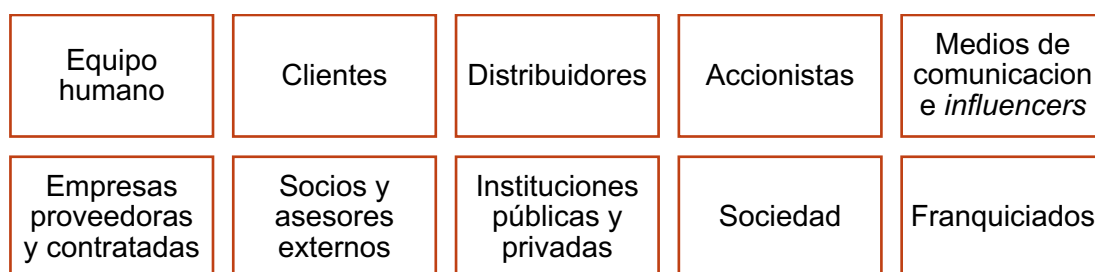 Equipo
humano
Clientes
Distribuidores
Accionistas
Medios de
comunicacion
e influencers
Empresas
proveedoras
y contratadas
Socios y
asesores
externos
Instituciones
públicas y
privadas
Sociedad
Franquiciados